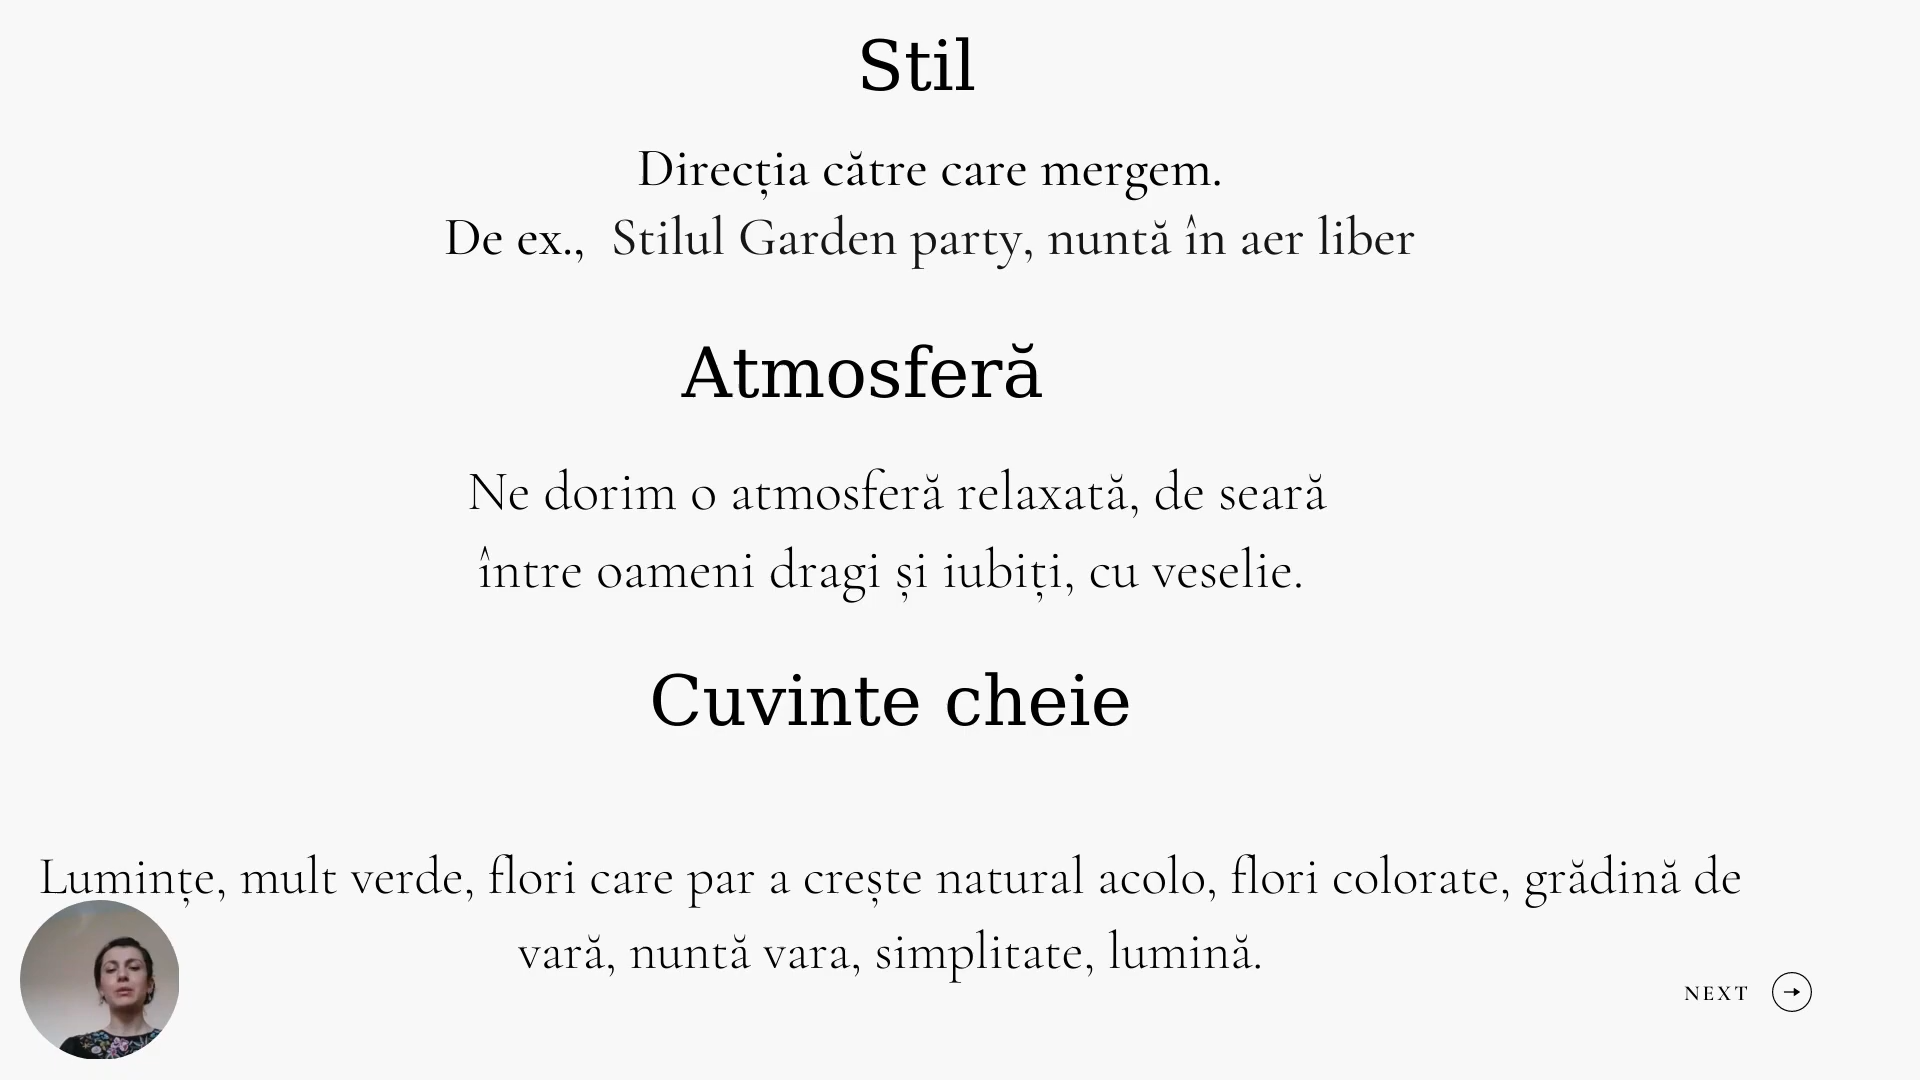 Stil
Direcția către care mergem.
De ex., Stilul Garden party, nuntă în aer liber
Atmosferă
Ne dorim o atmosferă relaxată, de seară
între oameni dragi și iubiți, cu veselie.
Cuvinte cheie
Lumințe, mult verde, flori care par a crește natural acolo, flori colorate, grădină de
vară, nuntă vara, simplitate, lumină.
NEXT